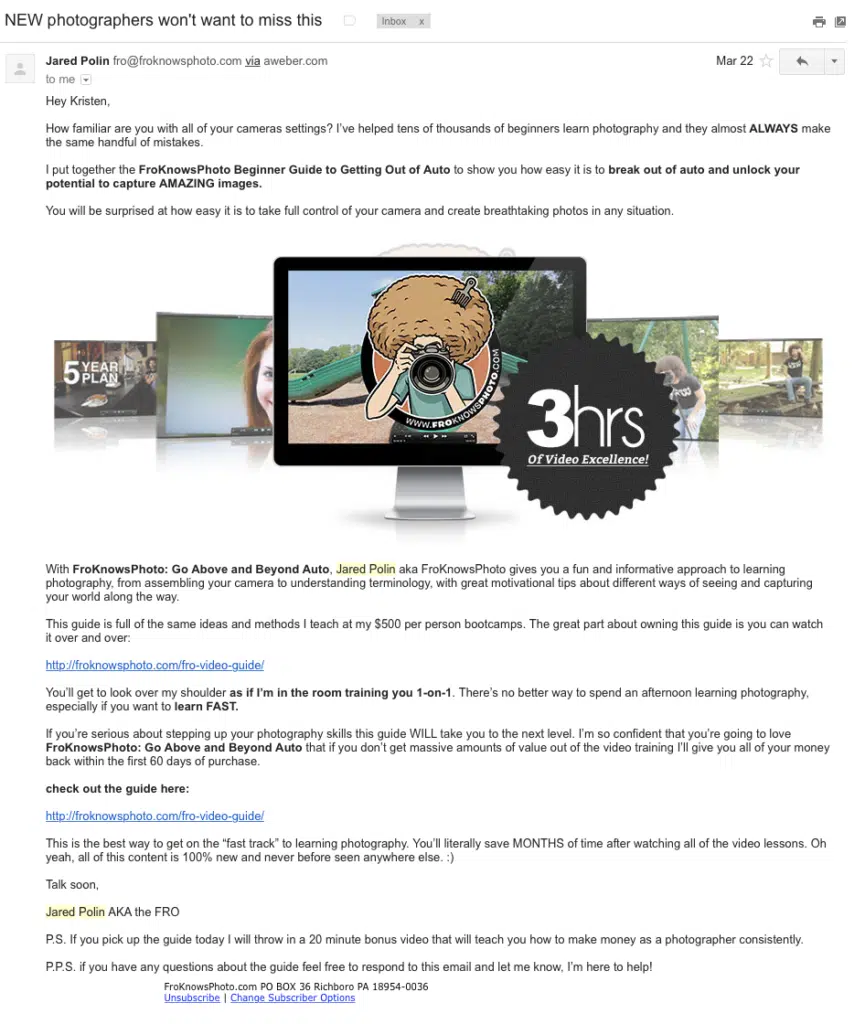 NEW photographers won't want to miss this
Inbox x
Jared Polin fro@froknowsphoto.com via aweber.com
Mar 22
to me
Hey Kristen,
How familiar are you with all of your cameras settings? I've helped tens of thousands of beginners learn photography and they almost ALWAYS make
the same handful of mistakes.
I put together the FroKnowsPhoto Beginner Guide to Getting Out of Auto to show you how easy it is to break out of auto and unlock your
potential to capture AMAZING images.
You will be surprised at how easy it is to take full control of your camera and create breathtaking photos in any situation.
5 YEAR
PLAN
WWW.FROKNOWSPHOTO.COM
3hrs
Of Video Excellence!
With FroKnowsPhoto: Go Above and Beyond Auto, Jared Polin aka FroKnowsPhoto gives you a fun and informative approach to learning
photography, from assembling your camera to understanding terminology, with great motivational tips about different ways of seeing and capturing
your world along the way.
This guide is full of the same ideas and methods I teach at my $500 per person bootcamps. The great part about owning this guide is you can watch
it over and over:
http://froknowsphoto.com/fro-video-guide/
You'll get to look over my shoulder as if I'm in the room training you 1-on-1. There's no better way to spend an afternoon learning photography,
especially if you want to learn FAST.
If you're serious about stepping up your photography skills this guide WILL take you to the next level. I'm so confident that you're going to love
FroKnowsPhoto: Go Above and Beyond Auto that if you don't get massive amounts of value out of the video training I'll give you all of your money
back within the first 60 days of purchase.
check out the guide here:
http://froknowsphoto.com/fro-video-guide/
This is the best way to get on the "fast track" to learning photography. You'll literally save MONTHS of time after watching all of the video lessons. Oh
yeah, all of this content is 100% new and never before seen anywhere else. :)
Talk soon,
Jared Polin AKA the FRO
P.S. If you pick up the guide today I will throw in a 20 minute bonus video that will teach you how to make money as a photographer consistently.
P.P.S. if you have any questions about the guide feel free to respond to this email and let me know, I'm here to help!
FroKnowsPhoto.com PO BOX 36 Richboro PA 18954-0036
Unsubscribe | Change Subscriber Options